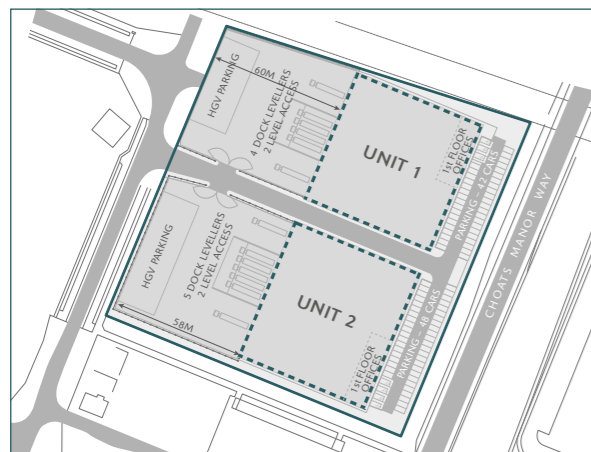 HGV PARKING
60M
4 DOCK LEVELLERS
2 LEVEL ACCESS
UNIT 1
1st FLOOR
OFFICES
PARKING - 42 CARS
CHOATS MANOR WAY
HGV PARKING
5 DOCK LEVELLERS
2 LEVEL ACCESS
58M
UNIT 2
1st FLOOR
OFFICES
PARKING - 48 CARS